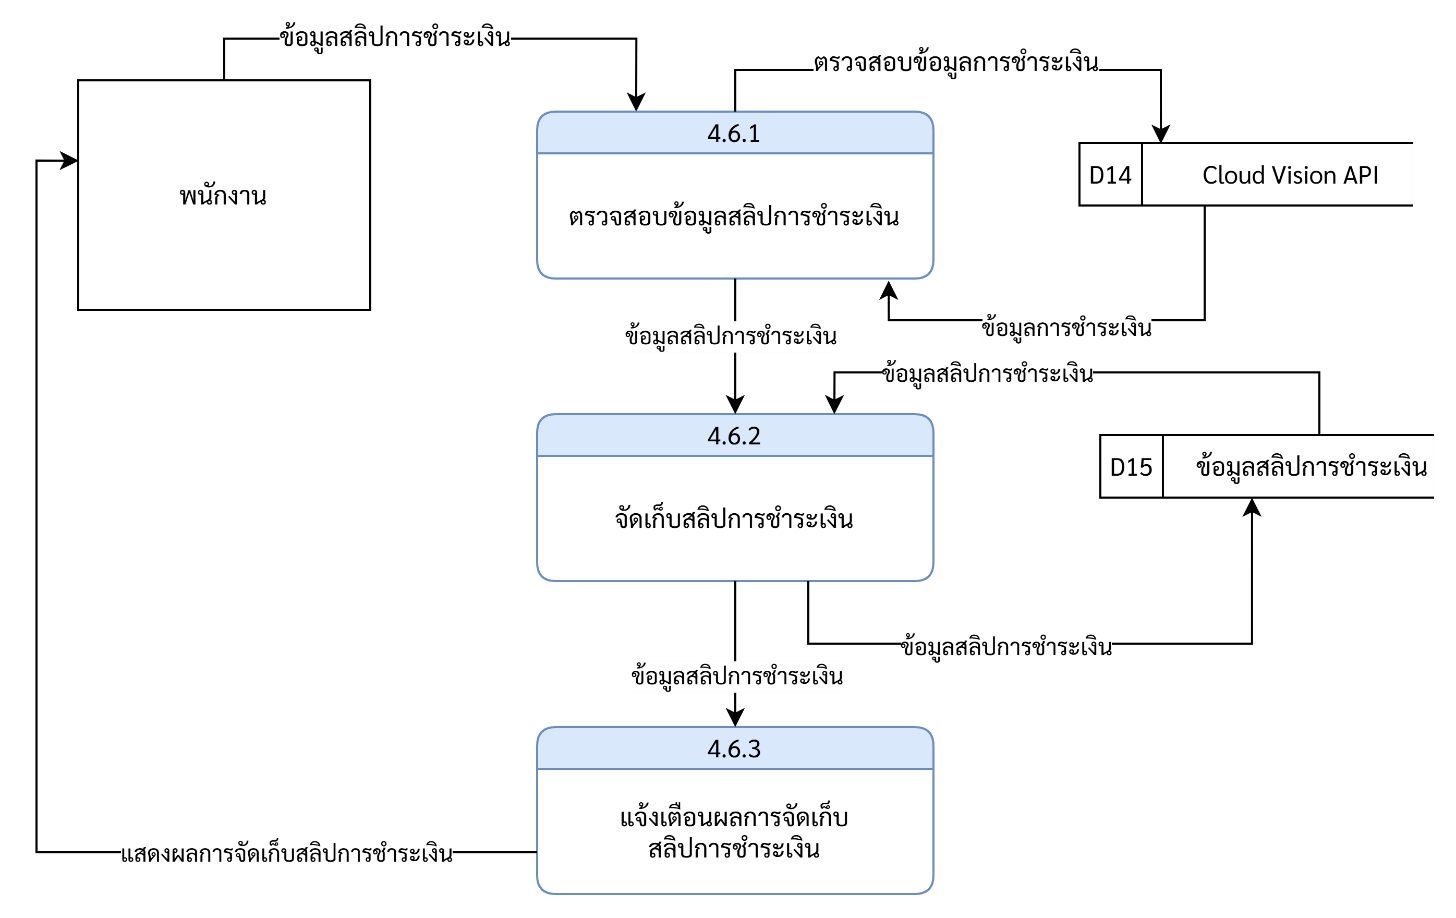 ข้อมูลสลิปการชำระเงิน
ตรวจสอบข้อมูลการชำระเงิน
4.6.1
D14
Cloud Vision API
พนักงาน
ตรวจสอบข้อมูลสลิปการชำระเงิน
ข้อมูลสลิปการชำระเงิน
ข้อมูลการชำระเงิน
ข้อมูลสลิปการชำระเงิน
4.6.2
D15
ข้อมูลสลิปการชำระเงิน
จัดเก็บสลิปการชำระเงิน
ข้อมูลสลิปการชำระเงิน
ข้อมูลสลิปการชำระเงิน
4.6.3
แจ้งเตือนผลการจัดเก็บ
สลิปการชำระเงิน
แสดงผลการจัดเก็บสลิปการชำระเงิน